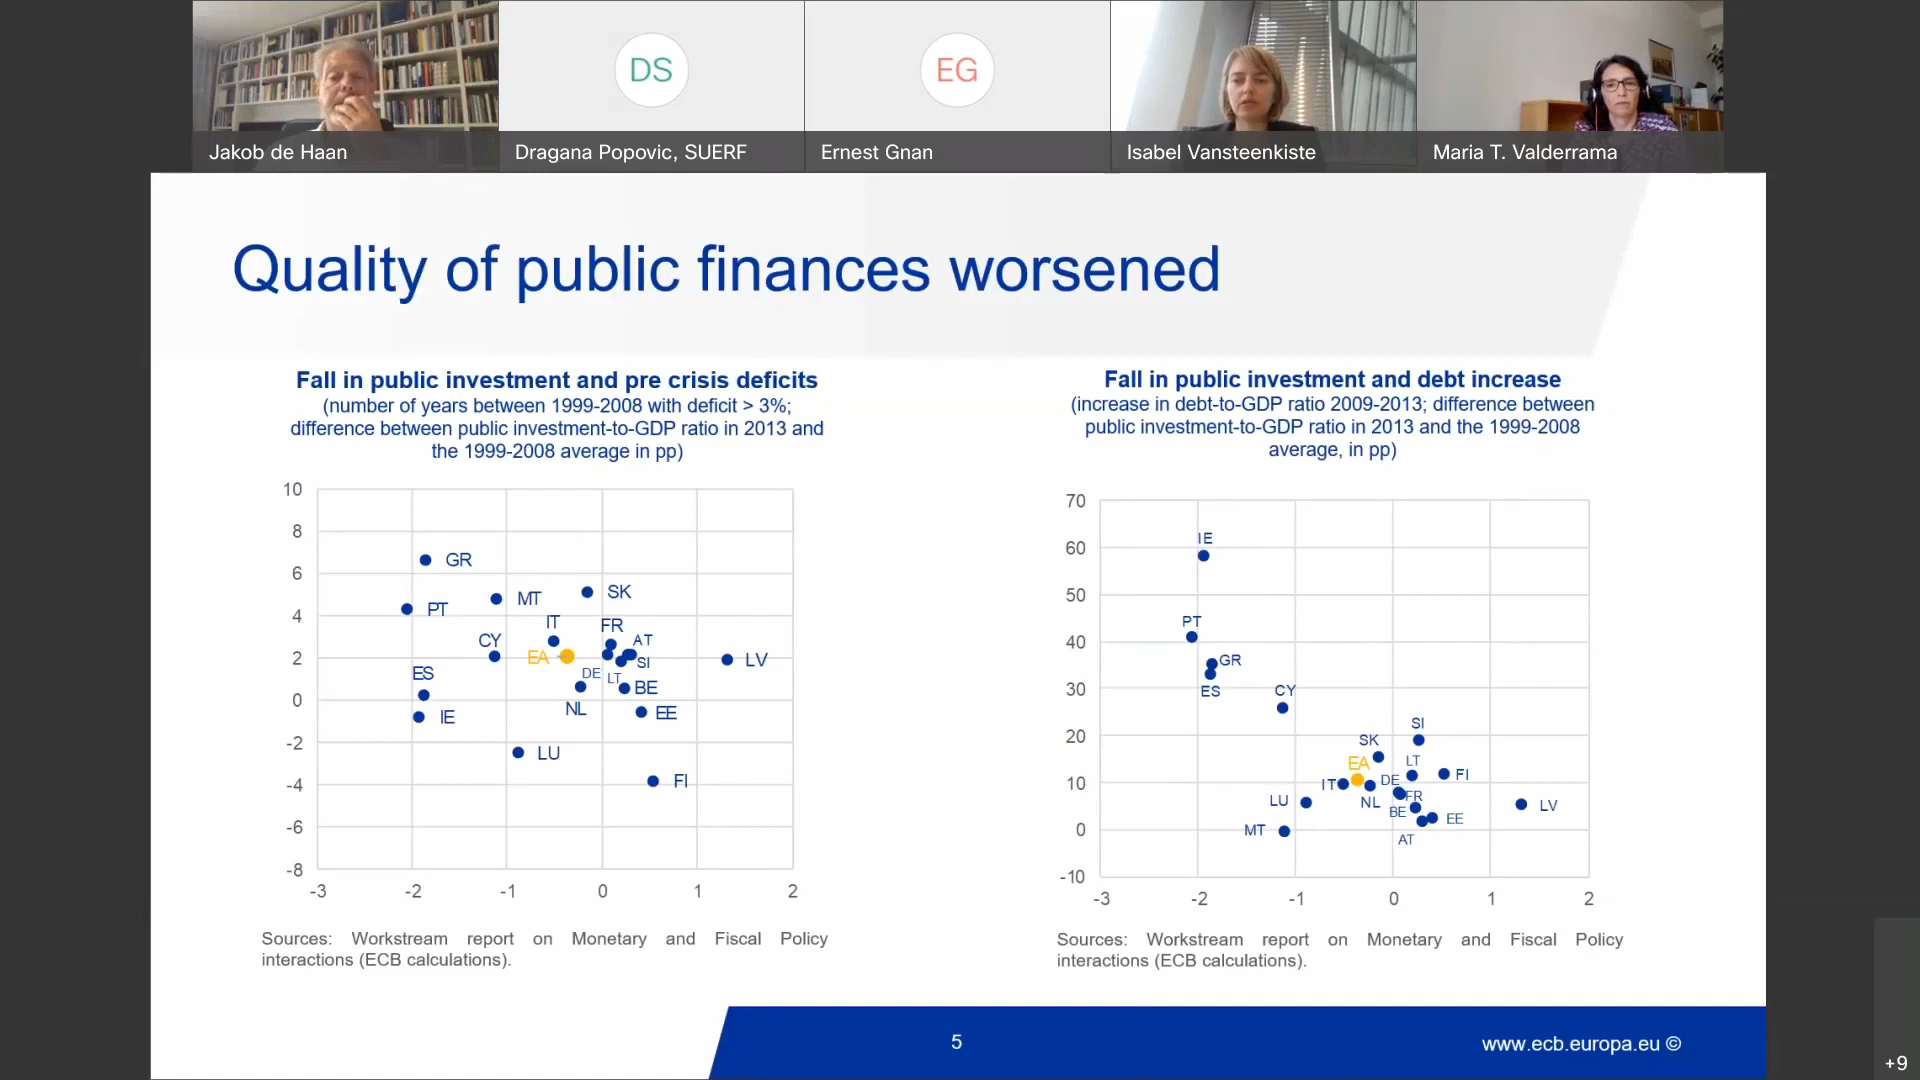 DS
EG
Jakob de Haan
Dragana Popovic, SUERF
Ernest Gnan
Isabel Vansteenkiste
Maria T. Valderrama
Quality of public finances worsened
Fall in public investment and pre crisis deficits
(number of years between 1999-2008 with deficit > 3%;
difference between public investment-to-GDP ratio in 2013 and
the 1999-2008 average in pp)
10
8
6
4
2
0
-2
-4
-6
-8
-3
-2
-1
0
1
2
GR
PT
MT
SK
IT
FR
CY
AT
EA
SI
LV
ES
DE
LT
BE
IE
NL
EE
LU
FI
Sources: Workstream report on Monetary and Fiscal Policy
interactions (ECB calculations).
Fall in public investment and debt increase
(increase in debt-to-GDP ratio 2009-2013; difference between
public investment-to-GDP ratio in 2013 and the 1999-2008
average, in pp)
70
60
50
40
30
20
10
0
-10
-3
-2
-1
0
1
2
IE
PT
GR
ES
CY
SI
SK
EA
LT
FI
IT
DE
LU
NL
FR
LV
BE
EE
MT
AT
Sources: Workstream report on Monetary and Fiscal Policy
interactions (ECB calculations).
5
www.ecb.europa.eu ©
+9